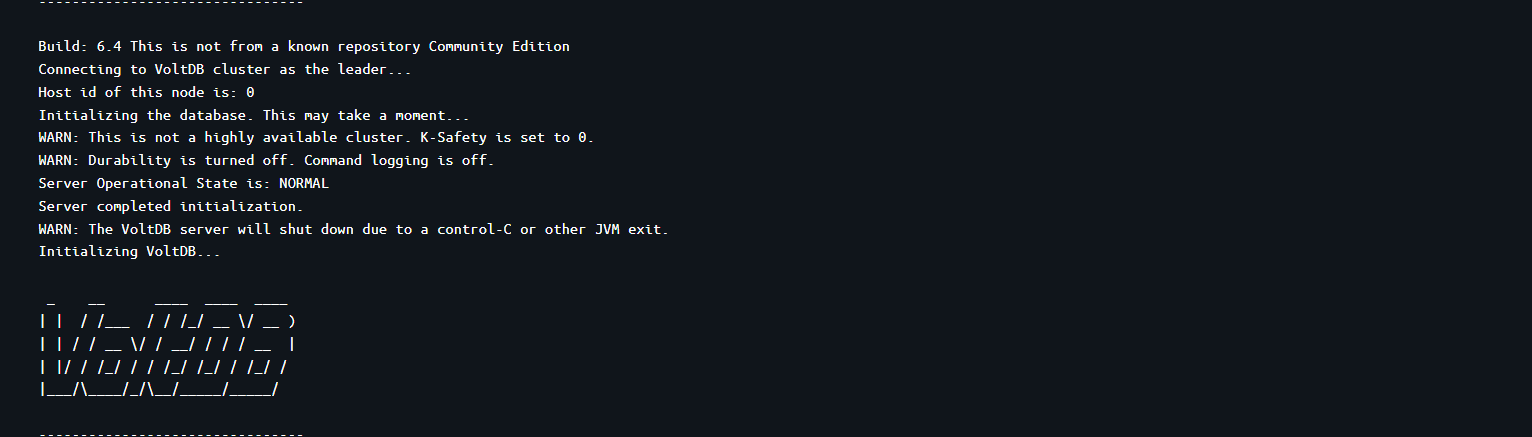 --------------------------------
Build: 6.4 This is not from a known repository Community Edition
Connecting to VoltDB cluster as the leader...
Host id of this node is: 0
Initializing the database. This may take a moment...
WARN: This is not a highly available cluster. K-Safety is set to 0.
WARN: Durability is turned off. Command logging is off.
Server Operational State is: NORMAL
Server completed initialization.
WARN: The VoltDB server will shut down due to a control-C or other JVM exit.
Initializing VoltDB...
 _    __      ____  ____  ____
| |  / /___  / / /_/ __ \/ __ )
| | / / __ \/ / __/ / / / __  |
| |/ / /_/ / / /_/ /_/ / /_/ /
|___/\____/_/\__/_____/_____/
--------------------------------